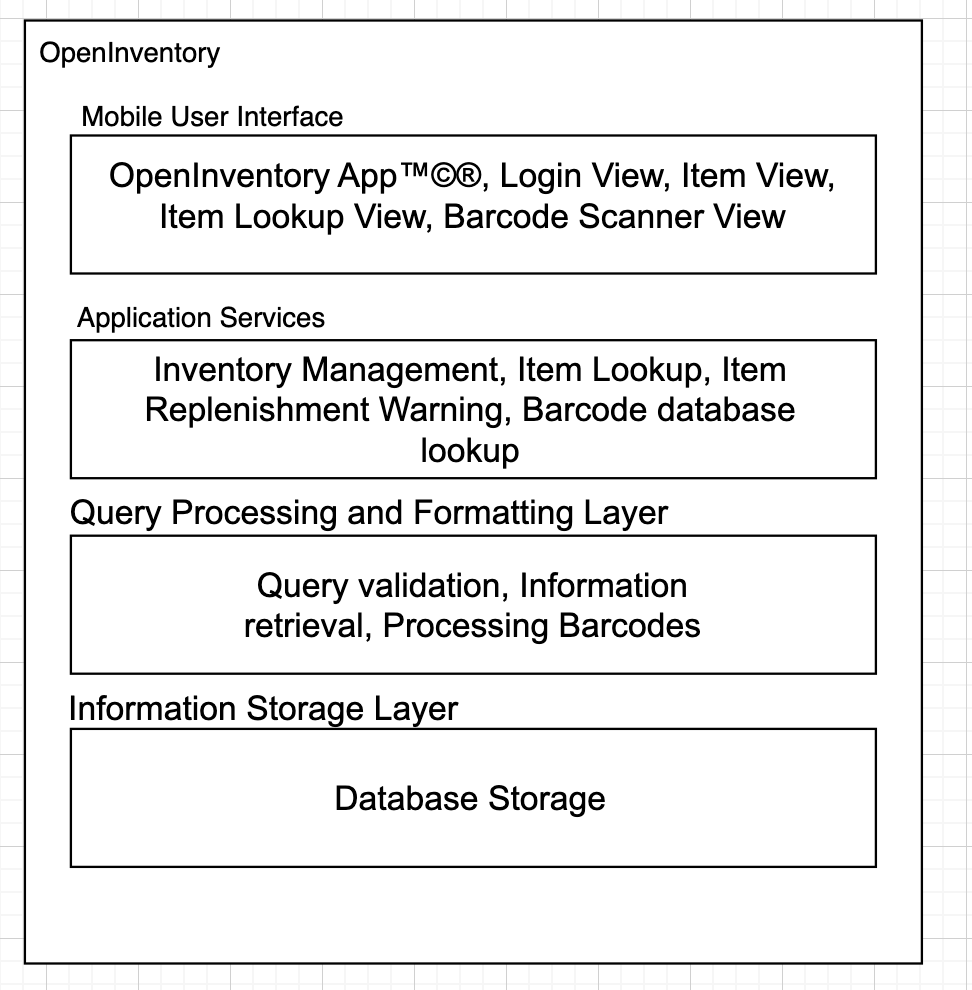 OpenInventory
Mobile User Interface
OpenInventory App™©®, Login View, Item View,
Item Lookup View, Barcode Scanner View
Application Services
Inventory Management, Item Lookup, Item
Replenishment Warning, Barcode database
lookup
Query Processing and Formatting Layer
Query validation, Information
retrieval, Processing Barcodes
Information Storage Layer
Database Storage